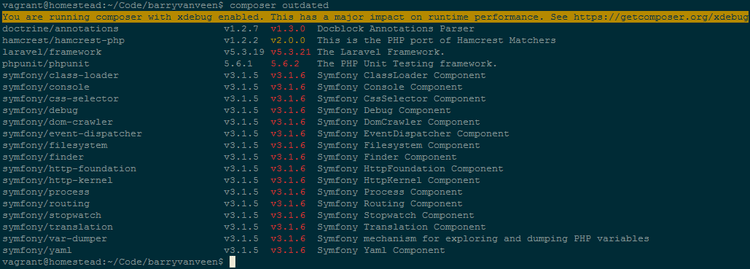 vagrant@homestead:~/Code/barryvanveen$ composer outdated
You are running composer with xdebug enabled. This has a major impact on runtime performance. See https://getcomposer.org/xdebug
doctrine/annotations v1.2.7 v1.3.0 Docblock Annotations Parser
hamcrest/hamcrest-php v1.2.2 v2.0.0 This is the PHP port of Hamcrest Matchers
laravel/framework v5.3.19 v5.3.21 The Laravel Framework.
phpunit/phpunit 5.6.1 5.6.2 The PHP Unit Testing framework.
symfony/class-loader v3.1.5 v3.1.6 Symfony ClassLoader Component
symfony/console v3.1.5 v3.1.6 Symfony Console Component
symfony/css-selector v3.1.5 v3.1.6 Symfony CssSelector Component
symfony/debug v3.1.5 v3.1.6 Symfony Debug Component
symfony/dom-crawler v3.1.5 v3.1.6 Symfony DomCrawler Component
symfony/event-dispatcher v3.1.5 v3.1.6 Symfony EventDispatcher Component
symfony/filesystem v3.1.5 v3.1.6 Symfony Filesystem Component
symfony/finder v3.1.5 v3.1.6 Symfony Finder Component
symfony/http-foundation v3.1.5 v3.1.6 Symfony HttpFoundation Component
symfony/http-kernel v3.1.5 v3.1.6 Symfony HttpKernel Component
symfony/process v3.1.5 v3.1.6 Symfony Process Component
symfony/routing v3.1.5 v3.1.6 Symfony Routing Component
symfony/stopwatch v3.1.5 v3.1.6 Symfony Stopwatch Component
symfony/translation v3.1.5 v3.1.6 Symfony Translation Component
symfony/var-dumper v3.1.5 v3.1.6 Symfony mechanism for exploring and dumping PHP variables
symfony/yaml v3.1.5 v3.1.6 Symfony Yaml Component
vagrant@homestead:~/Code/barryvanveen$